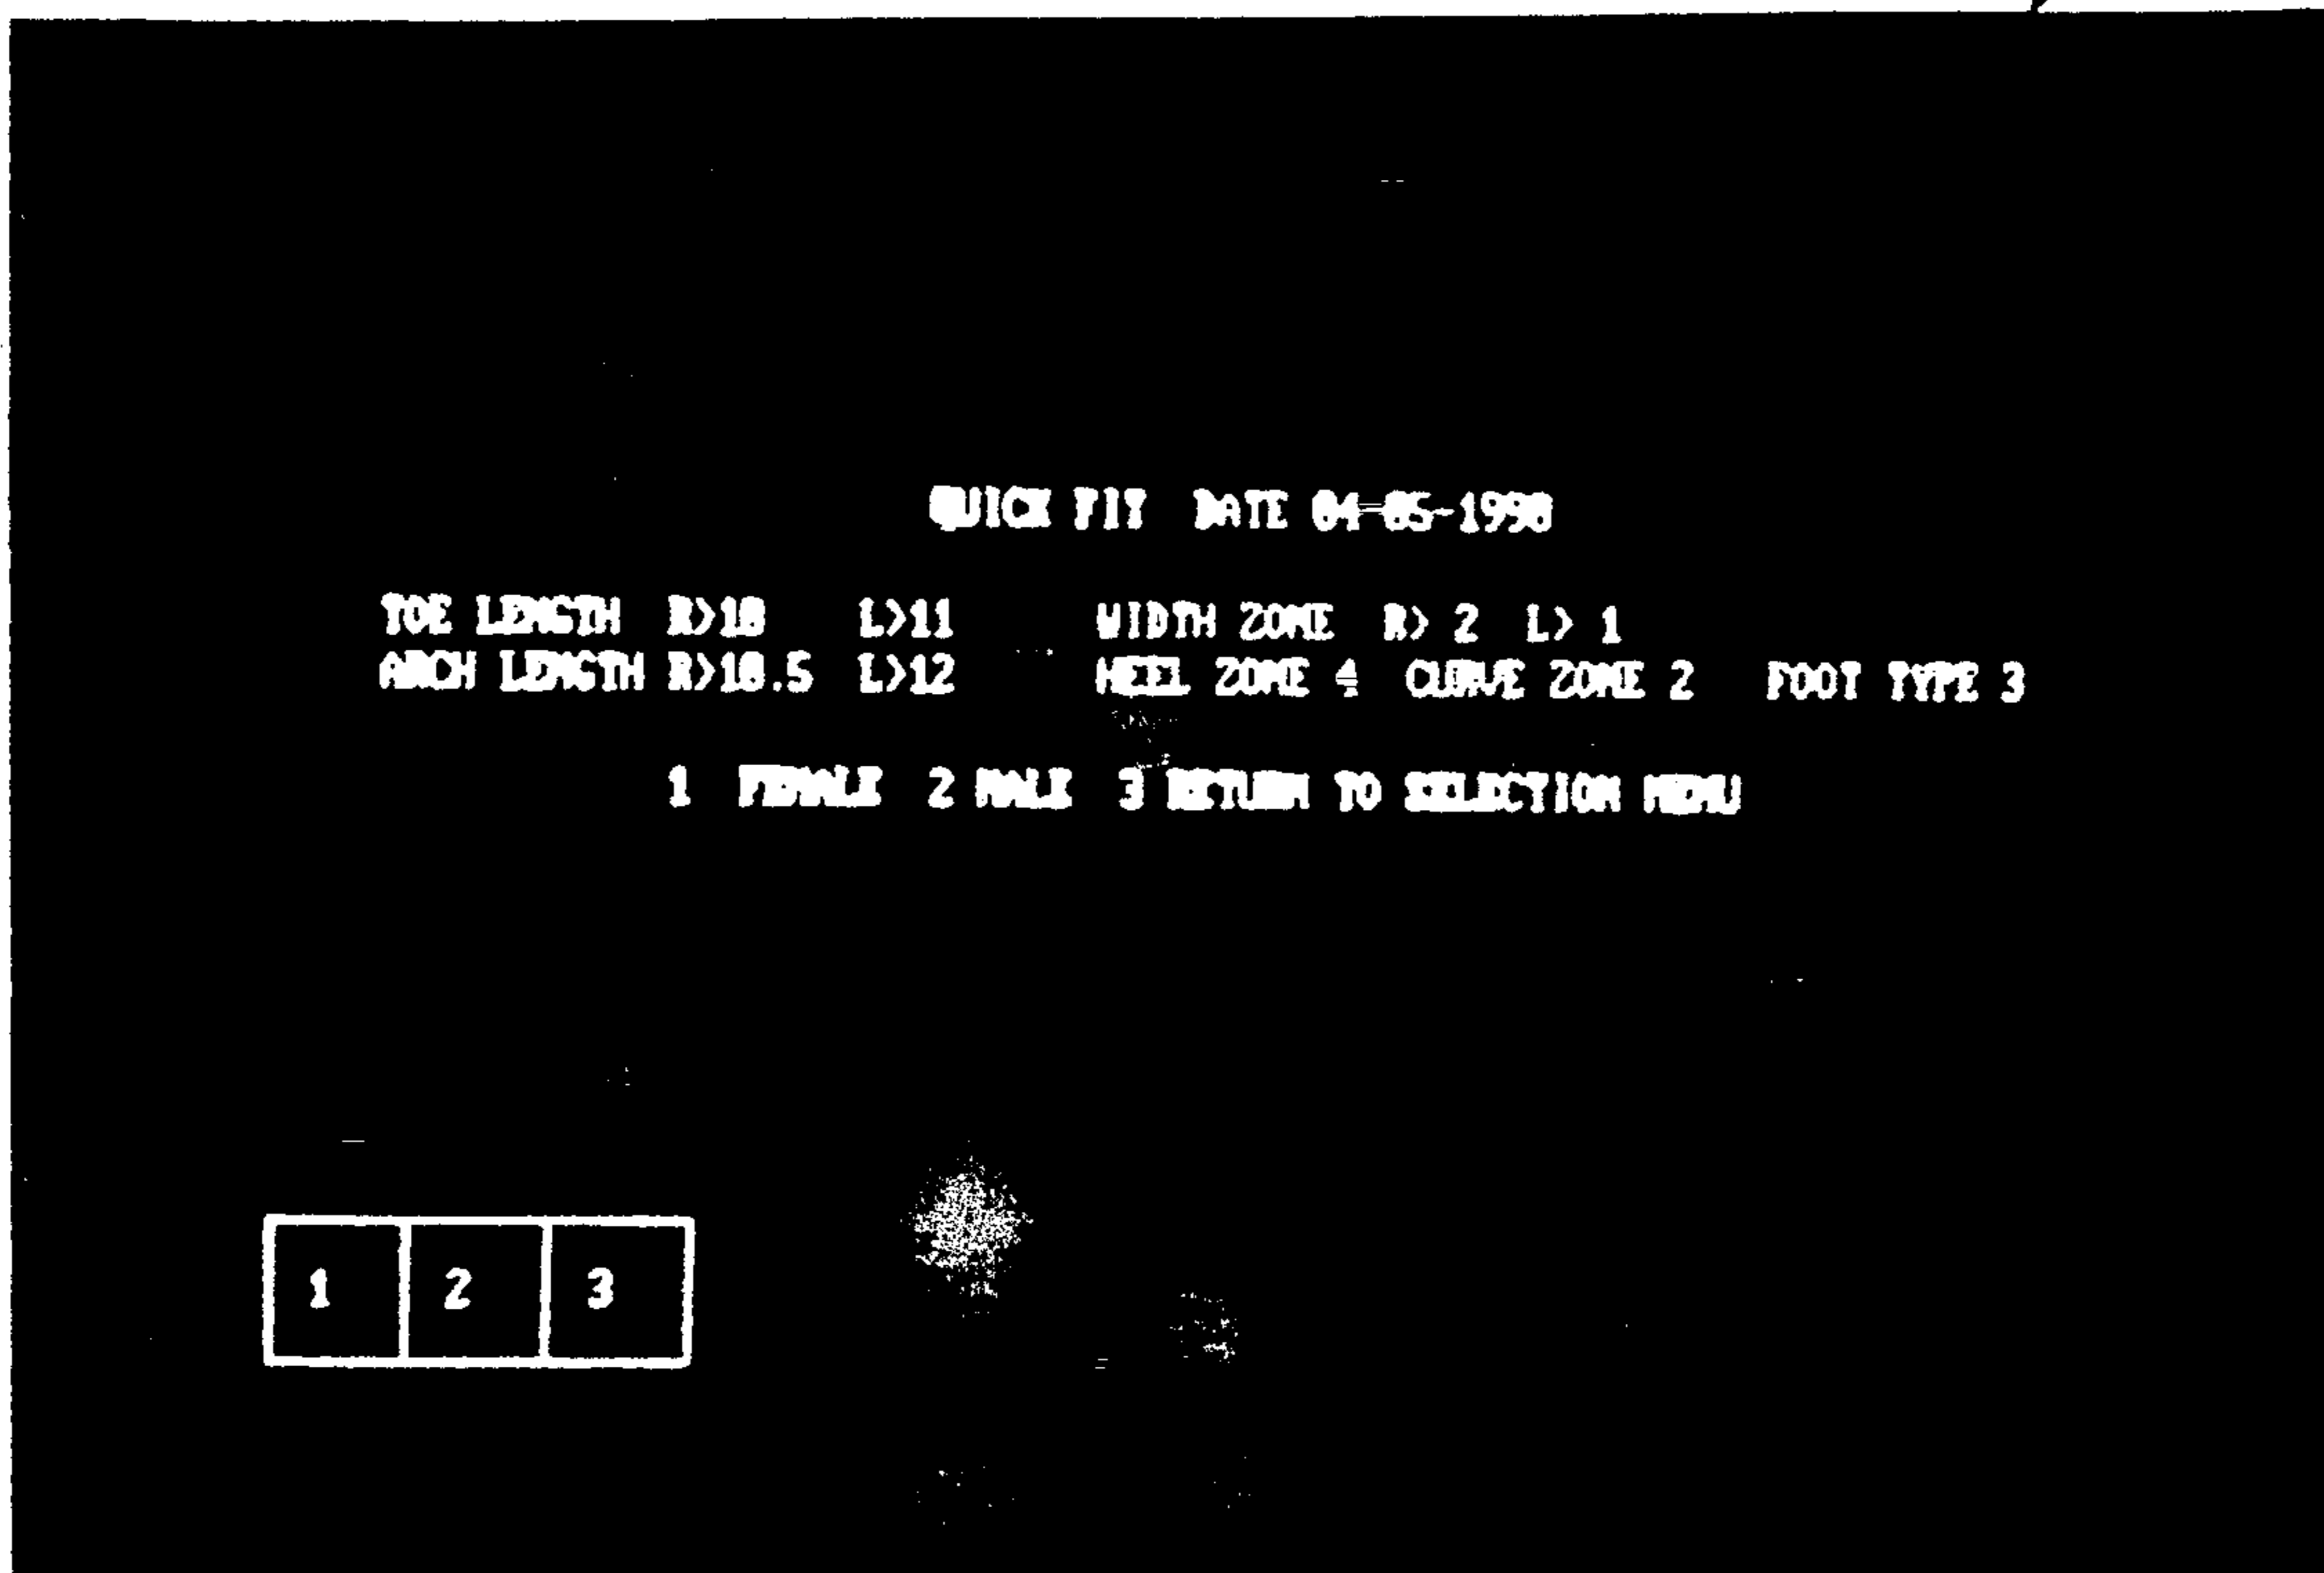 QUICK FIT DATE 04-05-1990
TOE LENGTH R>10 L>11 WIDTH ZONE R> 2 L> 1
ARCH LENGTH R>10.5 L>12 HEEL ZONE 4 CURVE ZONE 2 FOOT TYPE 3
1 FEMALE 2 MALE 3 RETURN TO SELECTION MENU
1 2 3